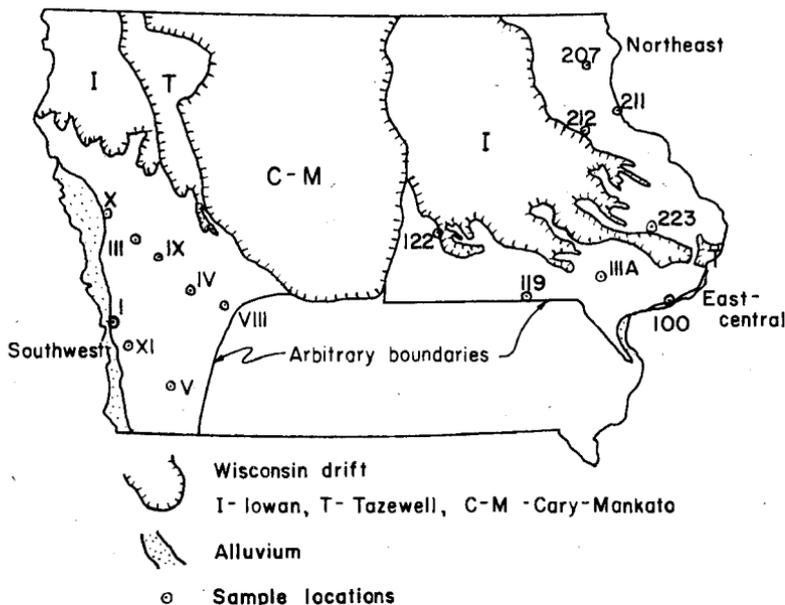 207
Northeast
I
T
211
212
I
C-M
X
223
122
III
IX
IIIA
T
IV
119
I
VIII
East-
central
100
Southwest
XI
Arbitrary boundaries
V
Wisconsin drift
I-Iowan, T-Tazewell, C-M-Cary-Mankato
Alluvium
Sample locations